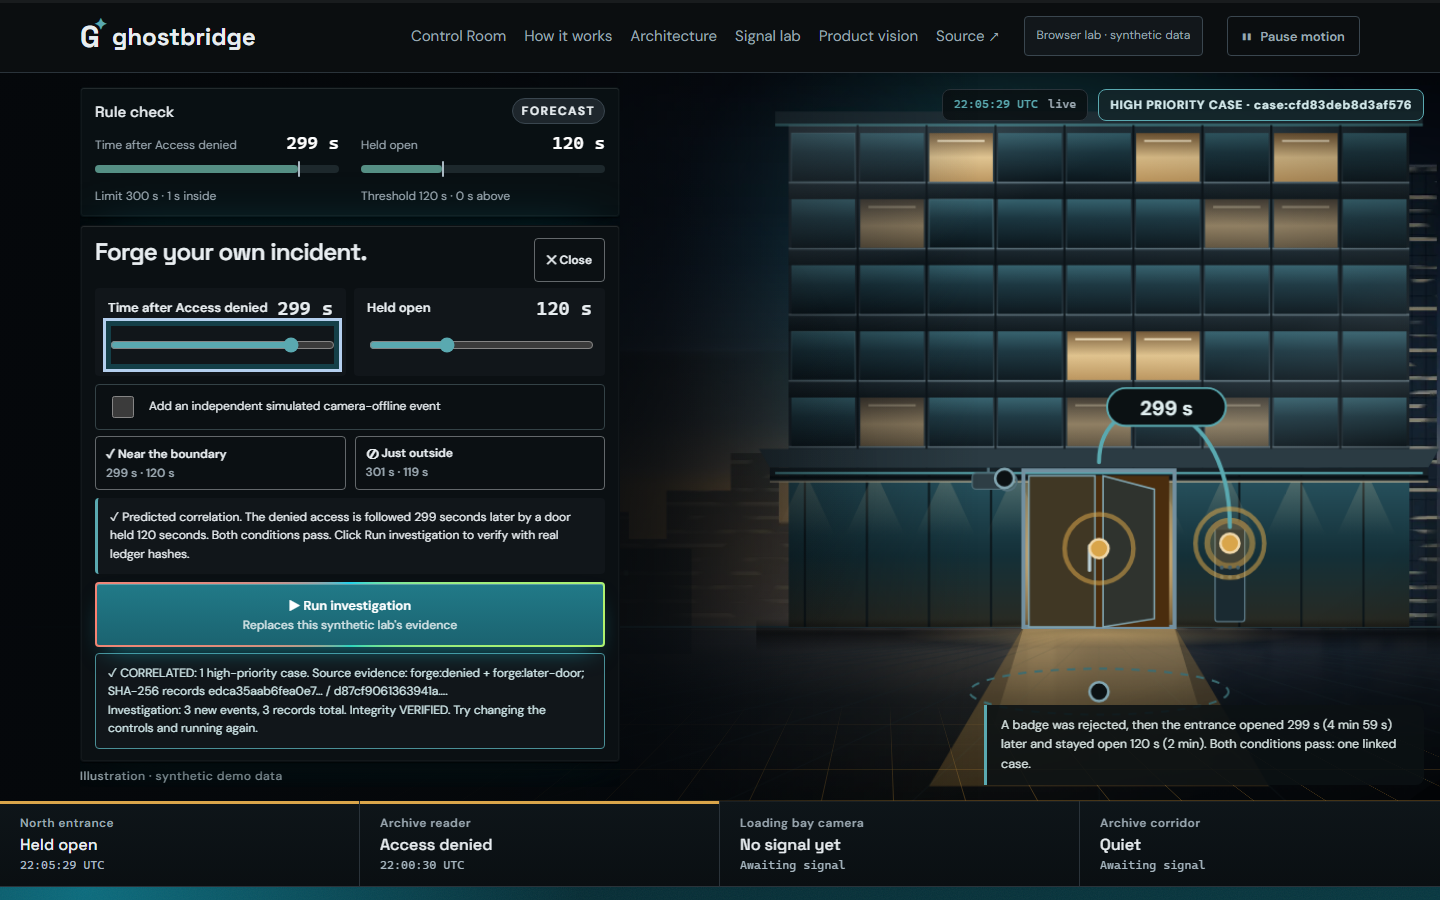 G ghostbridge
Control Room How it works Architecture Signal lab Product vision Source ↗ Browser lab · synthetic data Pause motion
Rule check FORECAST
Time after Access denied 299 s Held open 120 s
Limit 300 s · 1 s inside Threshold 120 s · 0 s above
22:05:29 UTC live HIGH PRIORITY CASE · case:cfd83deb8d3af576
Forge your own incident. ✕ Close
Time after Access denied 299 s Held open 120 s
Add an independent simulated camera-offline event
✓ Near the boundary
299 s · 120 s
⊘ Just outside
301 s · 119 s
✓ Predicted correlation. The denied access is followed 299 seconds later by a door
held 120 seconds. Both conditions pass. Click Run investigation to verify with real
ledger hashes.
▶ Run investigation
Replaces this synthetic lab's evidence
✓ CORRELATED: 1 high-priority case. Source evidence: forge:denied + forge:later-door;
SHA-256 records edca35aab6fea0e7… / d87cf9061363941a….
Investigation: 3 new events, 3 records total. Integrity VERIFIED. Try changing the
controls and running again.
Illustration · synthetic demo data
299 s
A badge was rejected, then the entrance opened 299 s (4 min 59 s)
later and stayed open 120 s (2 min). Both conditions pass: one linked
case.
North entrance
Held open
22:05:29 UTC
Archive reader
Access denied
22:00:30 UTC
Loading bay camera
No signal yet
Awaiting signal
Archive corridor
Quiet
Awaiting signal